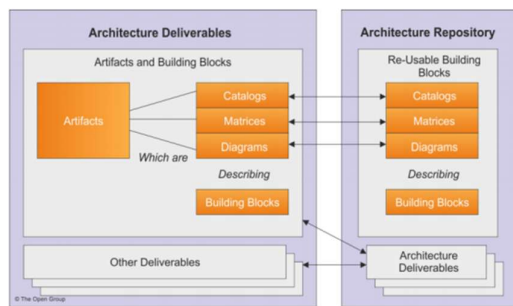 Architecture Deliverables
Artifacts and Building Blocks
Artifacts
Which are
Catalogs
Matrices
Diagrams
Describing
Building Blocks
Other Deliverables
© The Open Group
Architecture Repository
Re-Usable Building
Blocks
Catalogs
Matrices
Diagrams
Describing
Building Blocks
Architecture
Deliverables